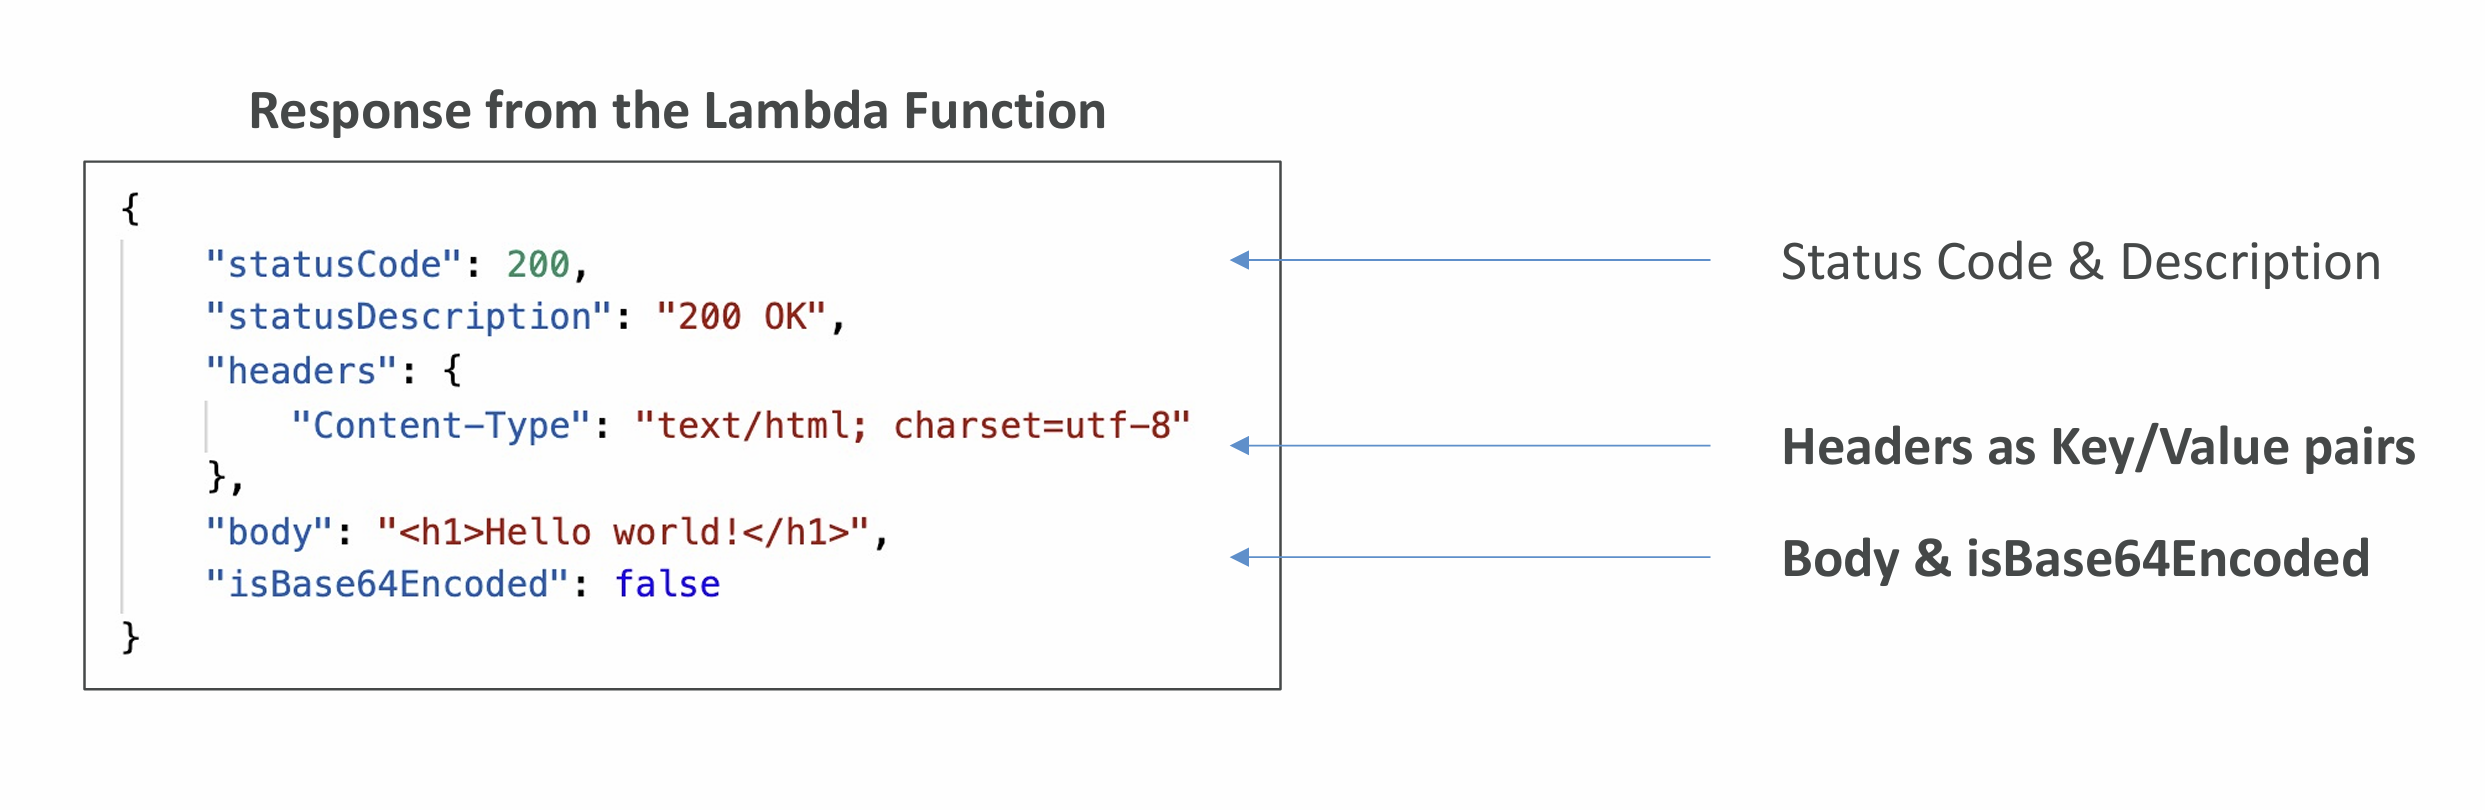 Response from the Lambda Function
{
"statusCode": 200,
"statusDescription": "200 OK",
"headers": {
"Content-Type": "text/html; charset=utf-8"
},
"body": "<h1>Hello world!</h1>",
"isBase64Encoded": false
}
Status Code & Description
Headers as Key/Value pairs
Body & isBase64Encoded